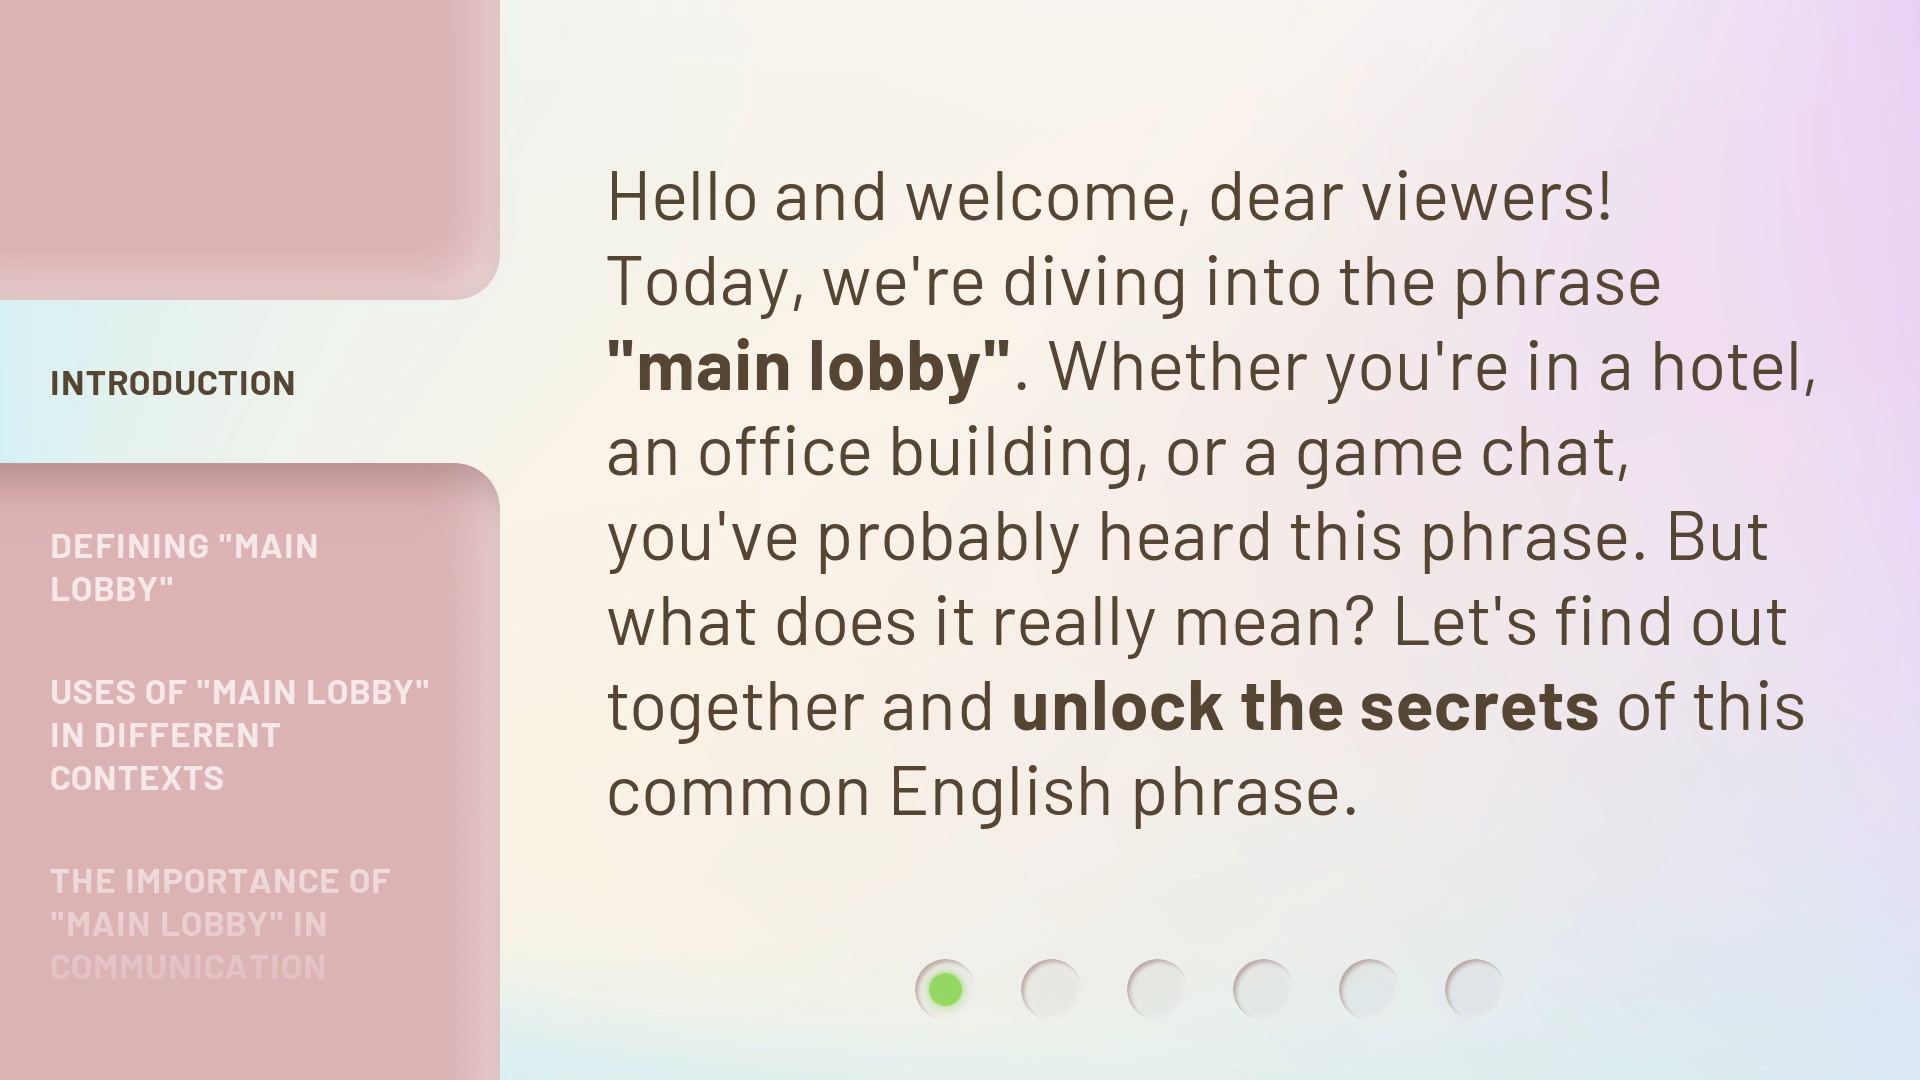 INTRODUCTION
DEFINING "MAIN
LOBBY"
USES OF "MAIN LOBBY"
IN DIFFERENT
CONTEXTS
THE IMPORTANCE OF
"MAIN LOBBY" IN
COMMUNICATION
Hello and welcome, dear viewers!
Today, we're diving into the phrase
"main lobby". Whether you're in a hotel,
an office building, or a game chat,
you've probably heard this phrase. But
what does it really mean? Let's find out
together and unlock the secrets of this
common English phrase.